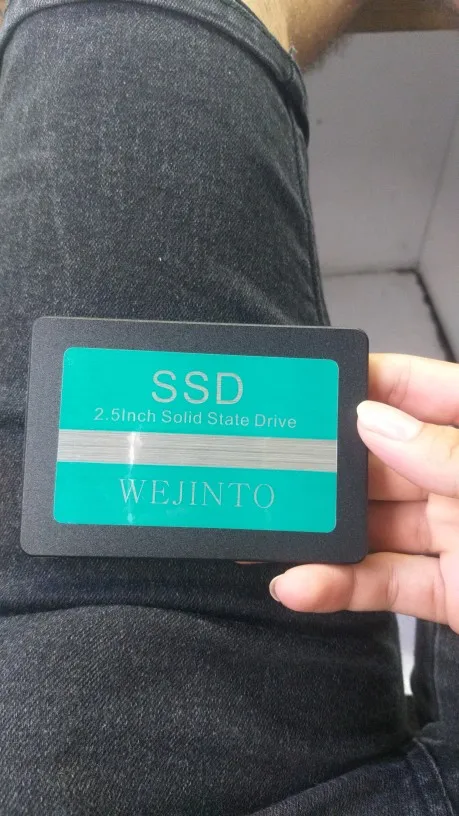 SSD
2.5Inch Solid State Drive
WEJINTO